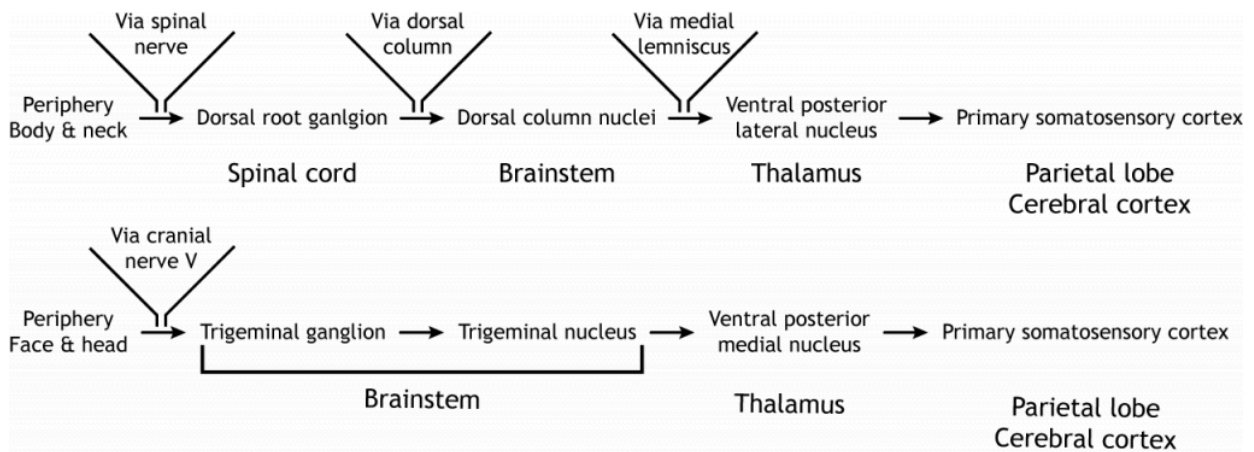 Via spinal
nerve
Via dorsal
column
Via medial
lemniscus
Periphery
Body & neck
Dorsal root ganlgion
Dorsal column nuclei
Ventral posterior
lateral nucleus
Primary somatosensory cortex
Spinal cord
Brainstem
Thalamus
Parietal lobe
Cerebral cortex
Via cranial
nerve V
Periphery
Face & head
Trigeminal ganglion
Trigeminal nucleus
Ventral posterior
medial nucleus
Primary somatosensory cortex
Brainstem
Thalamus
Parietal lobe
Cerebral cortex